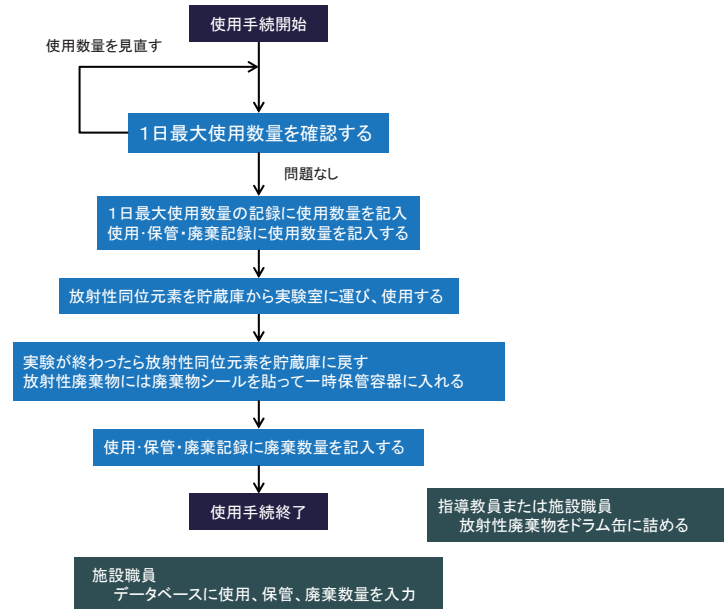 使用手続開始
使用数量を見直す
1日最大使用数量を確認する
問題なし
1日最大使用数量の記録に使用数量を記入
使用・保管・廃棄記録に使用数量を記入する
放射性同位元素を貯蔵庫から実験室に運び、使用する
実験が終わったら放射性同位元素を貯蔵庫に戻す
放射性廃棄物には廃棄物シールを貼って一時保管容器に入れる
使用・保管・廃棄記録に廃棄数量を記入する
使用手続終了
指導教員または施設職員
放射性廃棄物をドラム缶に詰める
施設職員
データベースに使用、保管、廃棄数量を入力